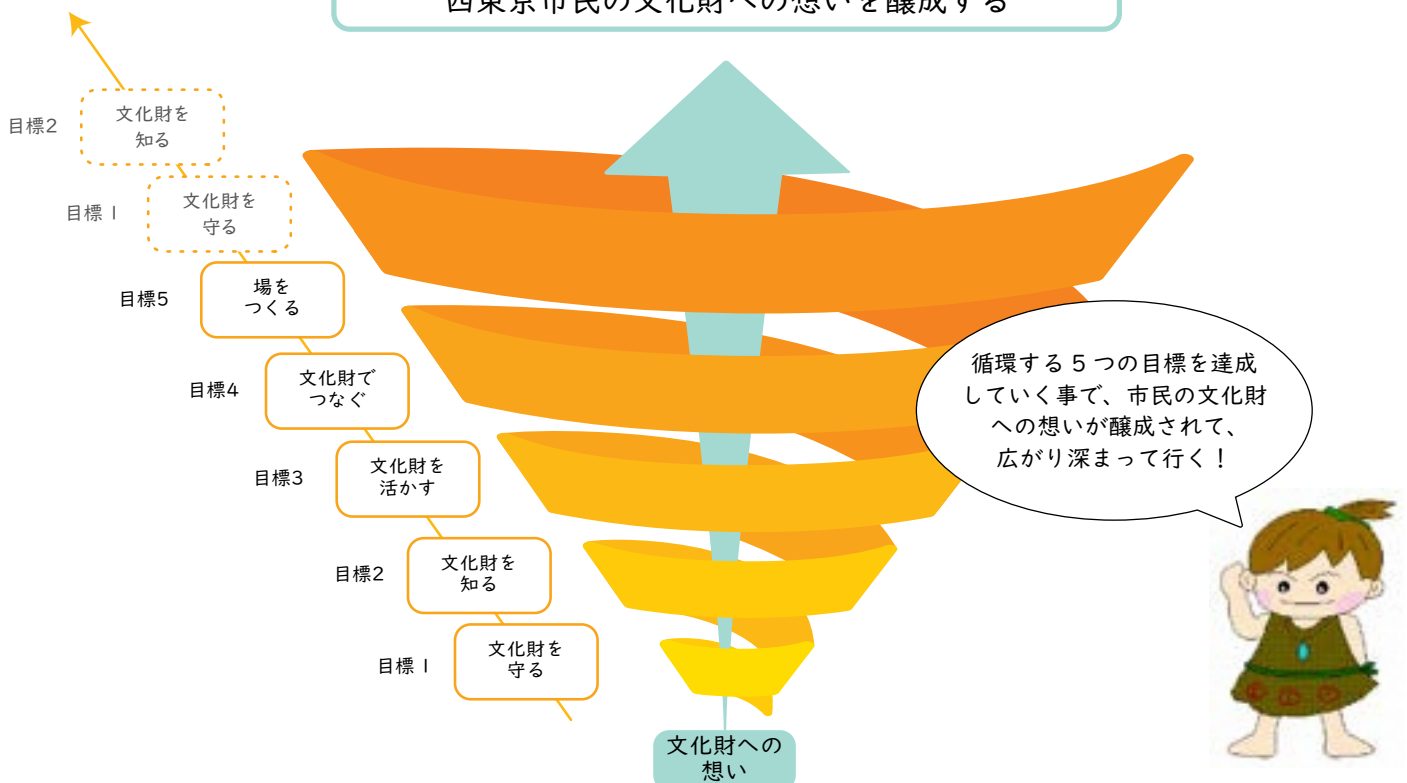 西東京市民の文化財への想いを醸成する
目標2
文化財を
知る
目標1
文化財を
守る
目標5
場を
つくる
目標4
文化財で
つなぐ
目標3
文化財を
活かす
目標2
文化財を
知る
目標1
文化財を
守る
循環する5つの目標を達成
していく事で、市民の文化財
への想いが醸成されて、
広がり深まって行く！
文化財への
想い